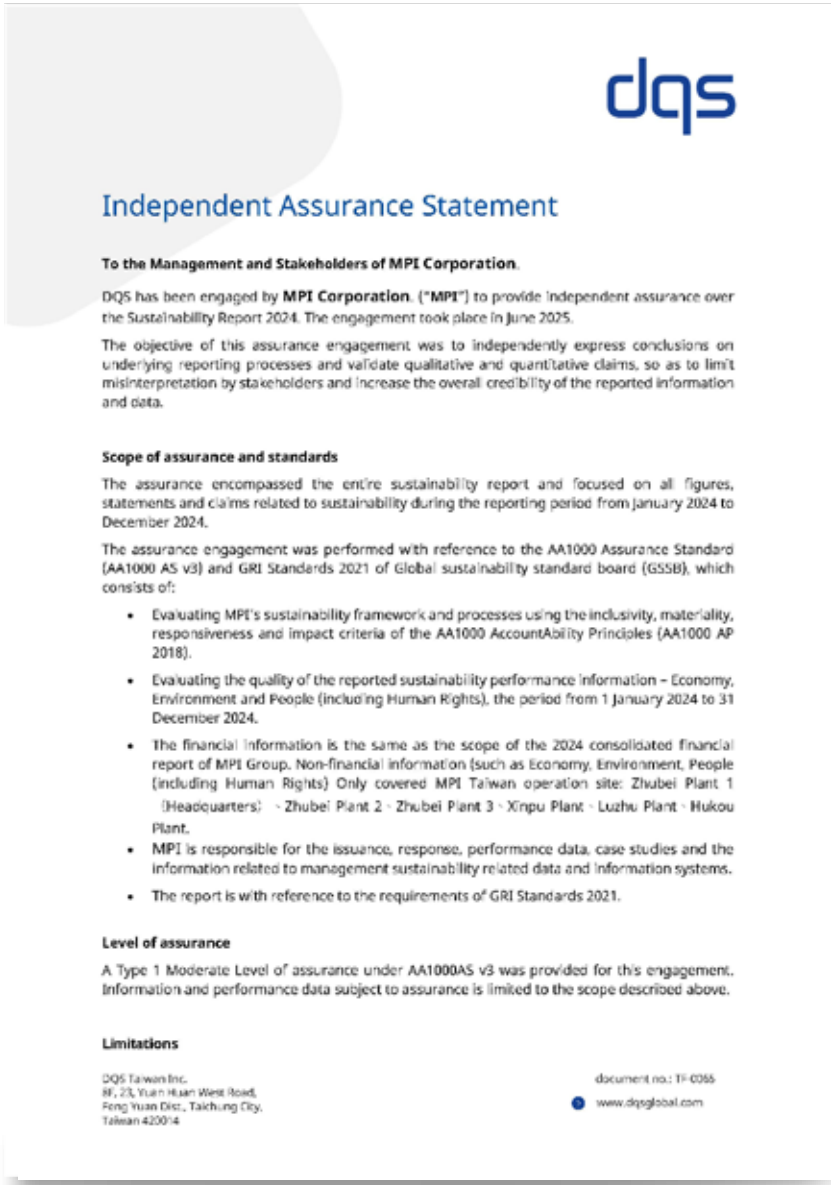 dqs
Independent Assurance Statement
To the Management and Stakeholders of MPI Corporation.
DQS has been engaged by MPI Corporation. ("MPI") to provide independent assurance over
the Sustainability Report 2024. The engagement took place in June 2025.
The objective of this assurance engagement was to independently express conclusions on
underlying reporting processes and validate qualitative and quantitative claims, so as to limit
misinterpretation by stakeholders and increase the overall credibility of the reported information
and data.
Scope of assurance and standards
The assurance encompassed the entire sustainability report and focused on all figures,
statements and claims related to sustainability during the reporting period from January 2024 to
December 2024.
The assurance engagement was performed with reference to the AA1000 Assurance Standard
(AA1000 AS v3) and GRI Standards 2021 of Global sustainability standard board (GSSB), which
consists of:
• Evaluating MPI's sustainability framework and processes using the inclusivity, materiality,
responsiveness and impact criteria of the AA1000 AccountAbility Principles (AA1000 AP
2018).
• Evaluating the quality of the reported sustainability performance information – Economy,
Environment and People (including Human Rights), the period from 1 January 2024 to 31
December 2024.
• The financial information is the same as the scope of the 2024 consolidated financial
report of MPI Group. Non-financial information (such as Economy, Environment, People
(including Human Rights) Only covered MPI Taiwan operation site: Zhubei Plant 1
（Headquarters）、Zhubei Plant 2、Zhubei Plant 3、Xinpu Plant、Luzhu Plant、Hukou
Plant.
• MPI is responsible for the issuance, response, performance data, case studies and the
information related to management sustainability related data and information systems.
• The report is with reference to the requirements of GRI Standards 2021.
Level of assurance
A Type 1 Moderate Level of assurance under AA1000AS v3 was provided for this engagement.
Information and performance data subject to assurance is limited to the scope described above.
Limitations
DQS Taiwan Inc.
8F, 23, Yuan Huan West Road,
Feng Yuan Dist., Taichung City,
Taiwan 420014
document no.: TF-0055
www.dqsglobal.com